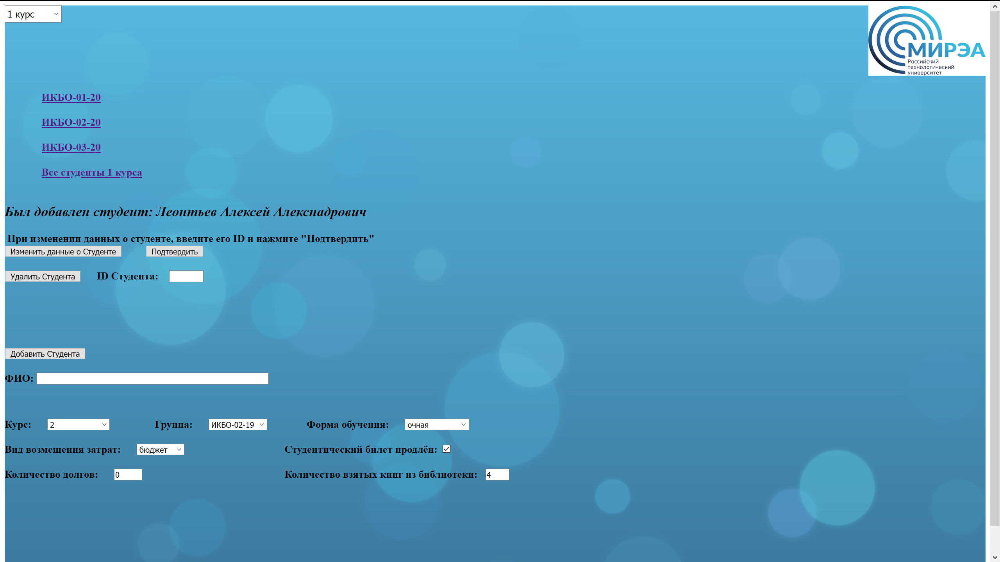 1 курс
МИРЭА
Российский
технологический
университет
ИКБО-01-20
ИКБО-02-20
ИКБО-03-20
Все студенты 1 курса
Был добавлен студент: Леонтьев Алексей Алекснадрович
При изменении данных о студенте, введите его ID и нажмите "Подтвердить"
Изменить данные о Студенте Подтвердить
Удалить Студента ID Студента:
Добавить Студента
ФИО:
Курс: 2 Группа: ИКБО-02-19 Форма обучения: очная
Вид возмещения затрат: бюджет Студентический билет продлён:
Количество долгов: 0 Количество взятых книг из библиотеки: 4